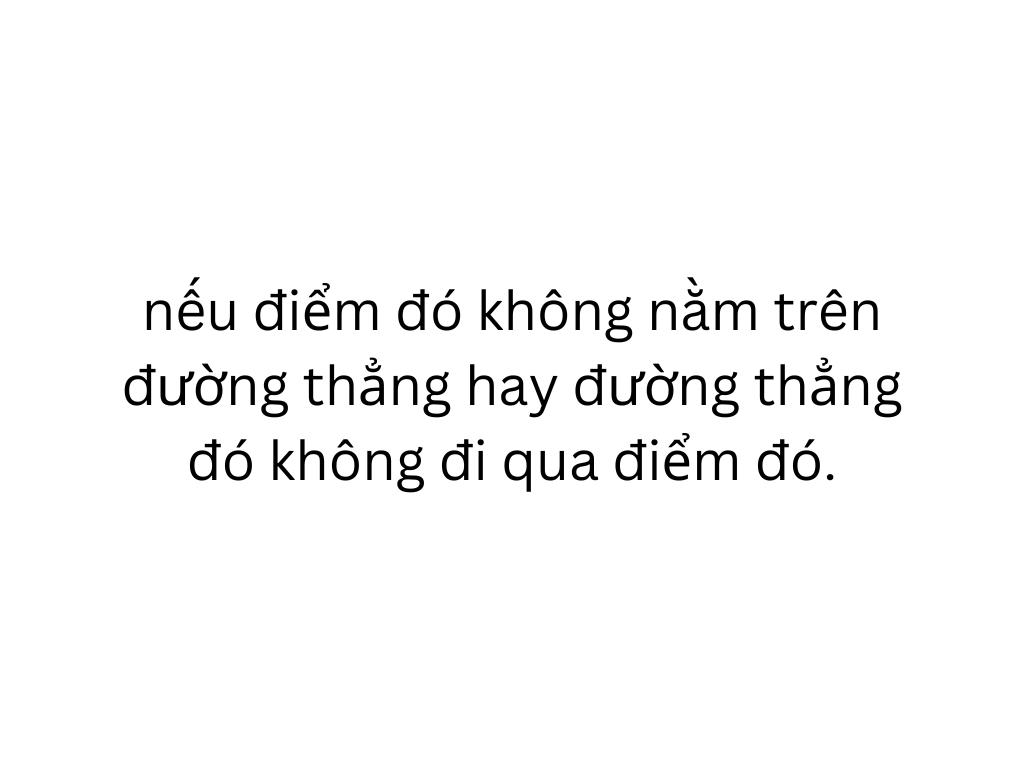 nếu điểm đó không nằm trên
đường thẳng hay đường thẳng
đó không đi qua điểm đó.